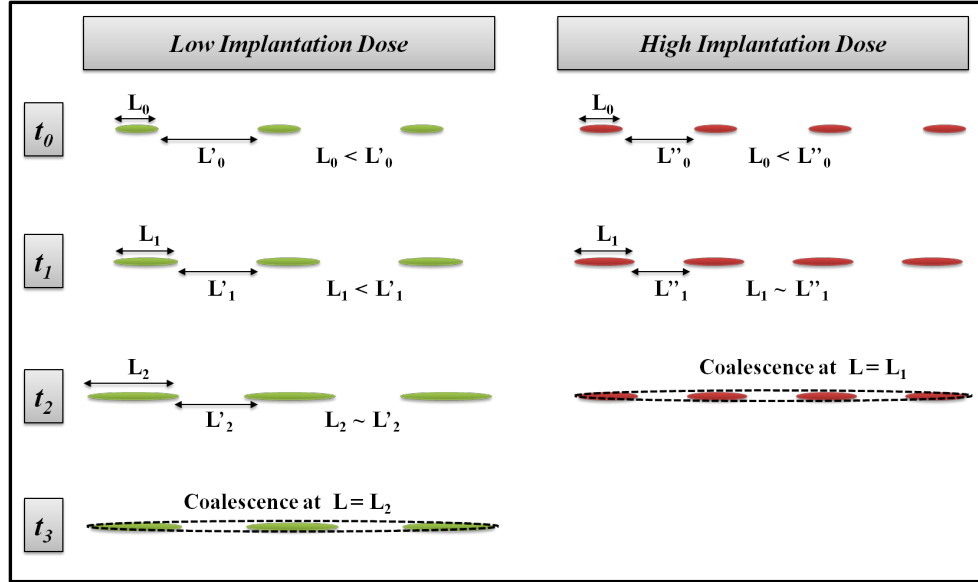 Low Implantation Dose
High Implantation Dose
t₀
L₀
L'₀
L₀ < L'₀
L₀
L''₀
L₀ < L''₀
t₁
L₁
L'₁
L₁ < L'₁
L₁
L''₁
L₁ ~ L''₁
t₂
L₂
L'₂
L₂ ~ L'₂
Coalescence at L = L₁
t₃
Coalescence at L = L₂